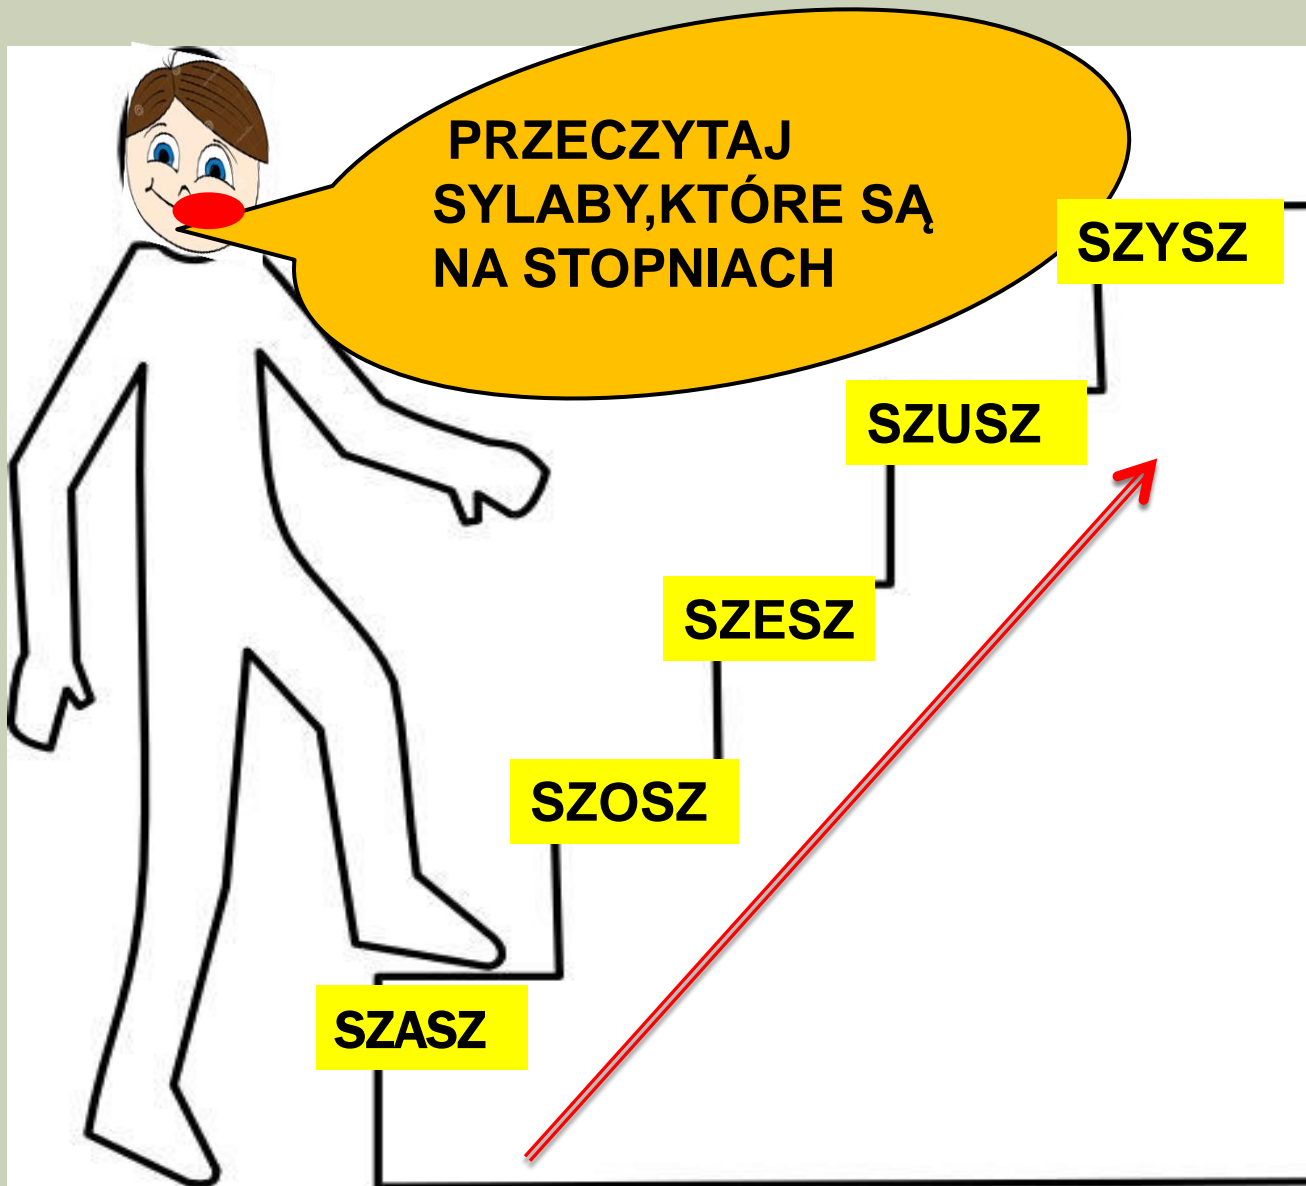 PRZECZYTAJ
SYLABY,KTÓRE SĄ
NA STOPNIACH
SZYSZ
SZUSZ
SZESZ
SZOSZ
SZASZ